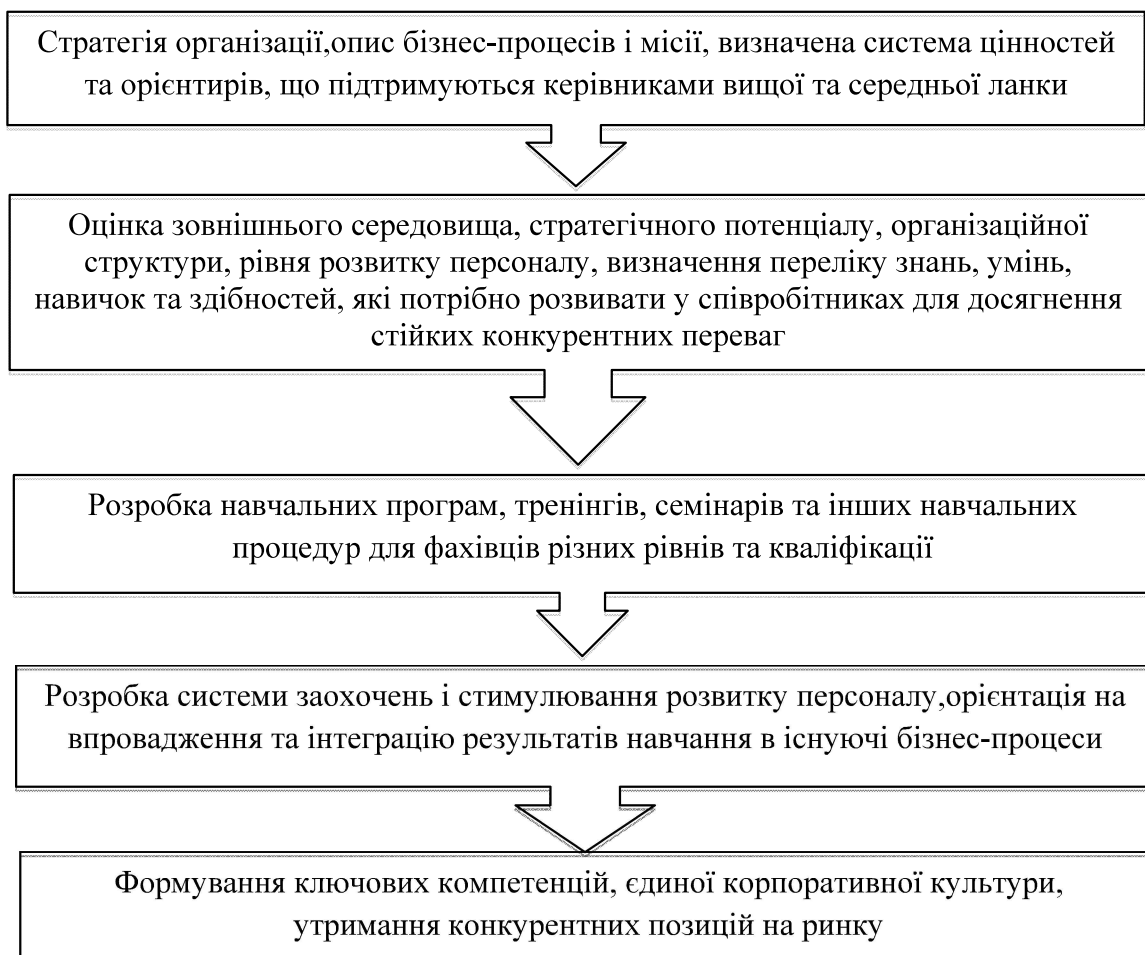 Стратегія організації,опис бізнес-процесів і місії, визначена система цінностей
та орієнтирів, що підтримуються керівниками вищої та середньої ланки
Оцінка зовнішнього середовища, стратегічного потенціалу, організаційної
структури, рівня розвитку персоналу, визначення переліку знань, умінь,
навичок та здібностей, які потрібно розвивати у співробітниках для досягнення
стійких конкурентних переваг
Розробка навчальних програм, тренінгів, семінарів та інших навчальних
процедур для фахівців різних рівнів та кваліфікації
Розробка системи заохочень і стимулювання розвитку персоналу,орієнтація на
впровадження та інтеграцію результатів навчання в існуючі бізнес-процеси
Формування ключових компетенцій, єдиної корпоративної культури,
утримання конкурентних позицій на ринку